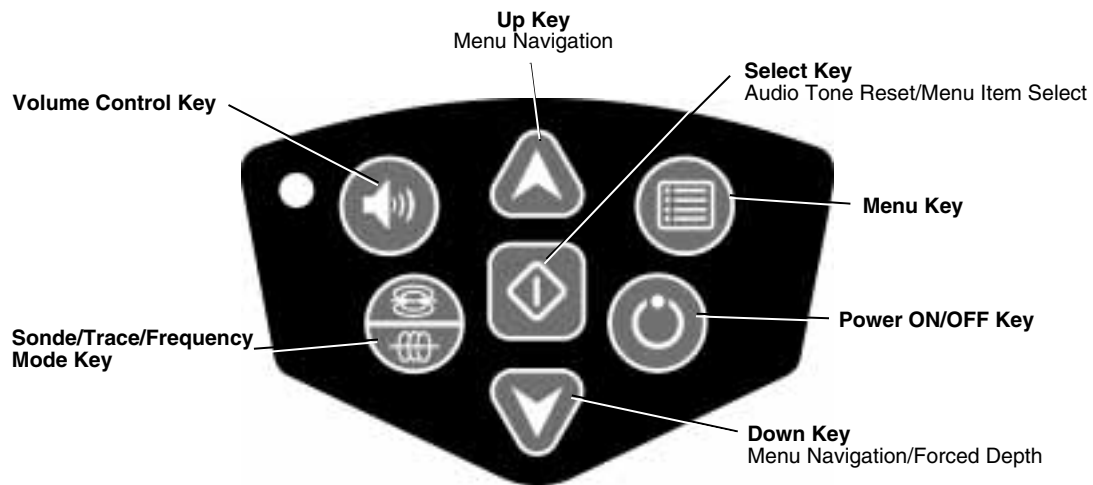 Up Key
Menu Navigation
Select Key
Audio Tone Reset/Menu Item Select
Volume Control Key
Menu Key
Sonde/Trace/Frequency
Mode Key
Power ON/OFF Key
Down Key
Menu Navigation/Forced Depth